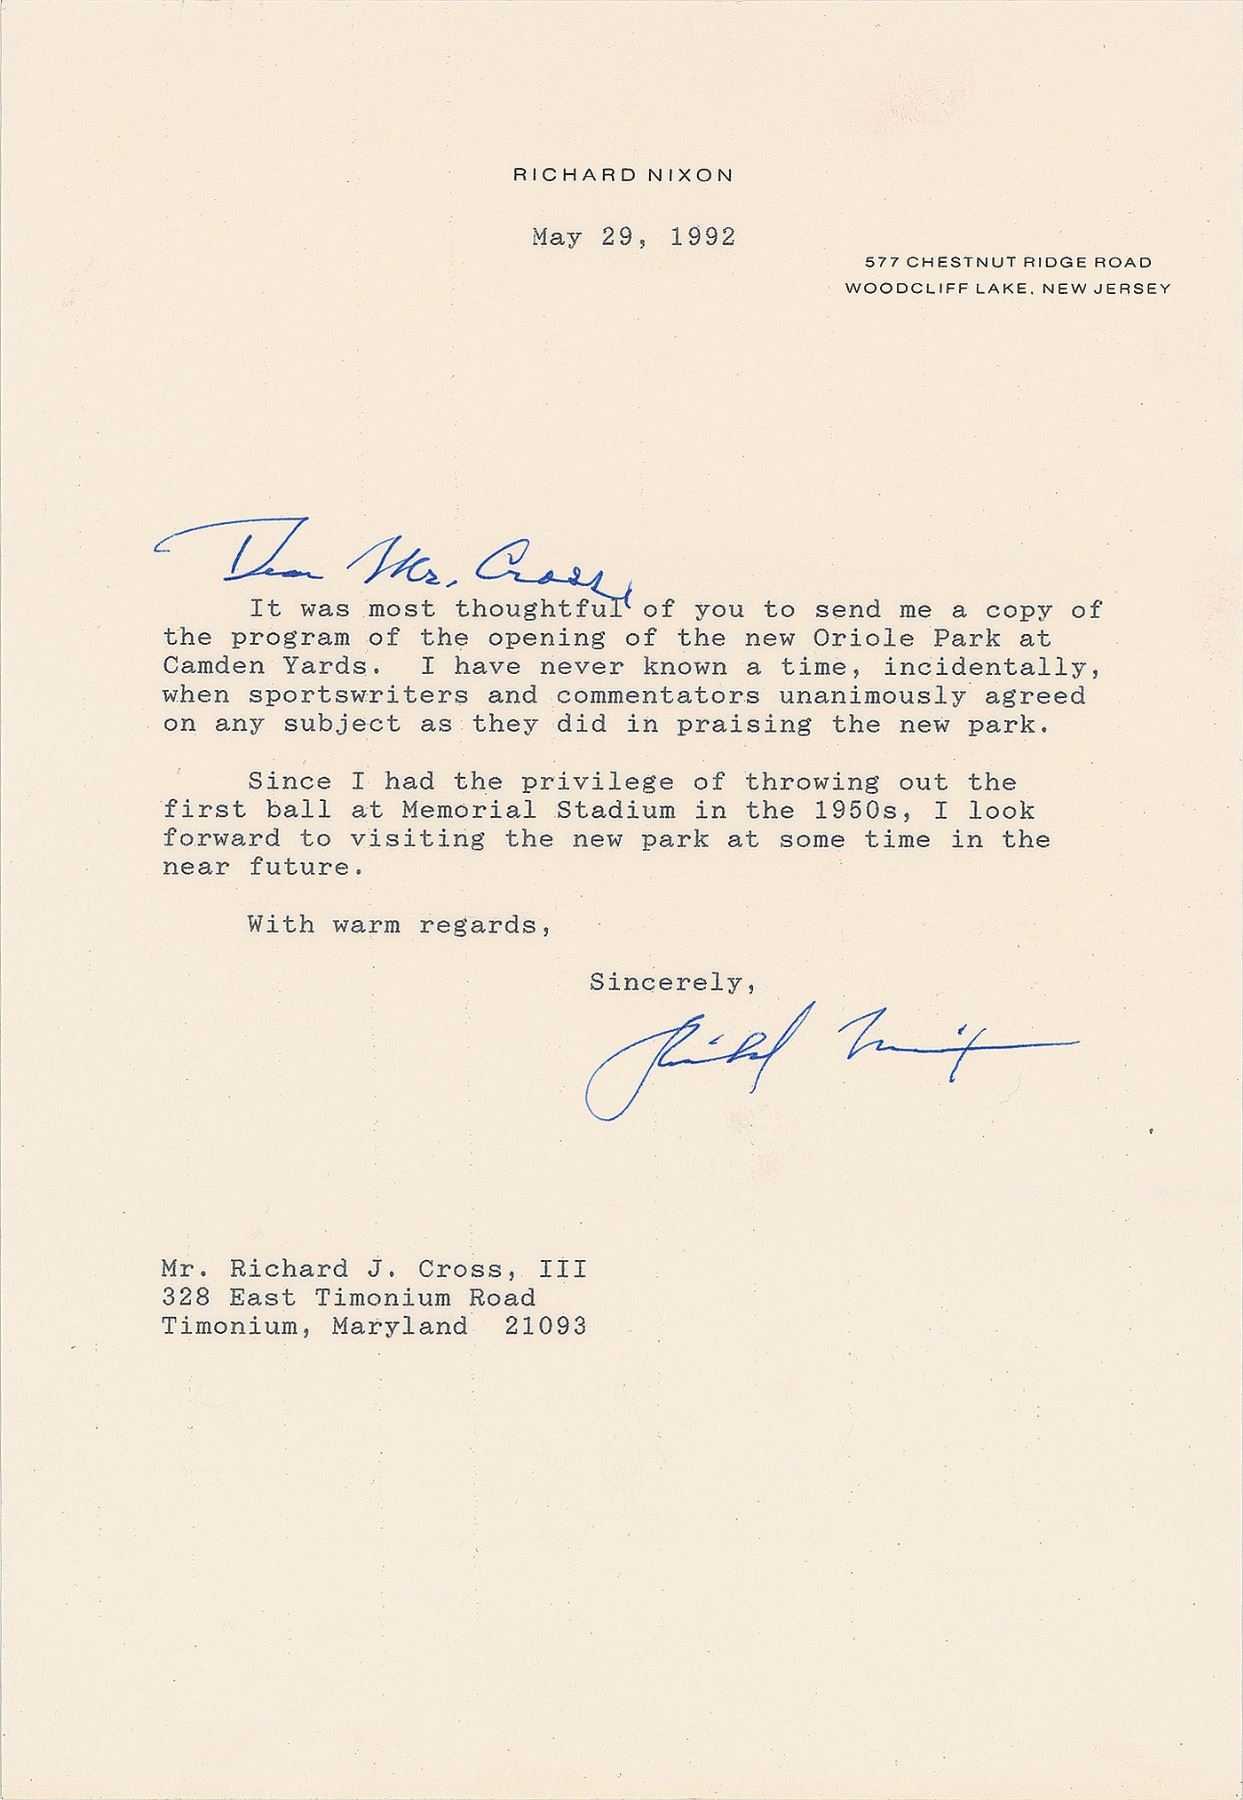 RICHARD NIXON
May 29, 1992
577 CHESTNUT RIDGE ROAD
WOODCLIFF LAKE, NEW JERSEY
Dear Mr. Cross,
It was most thoughtful of you to send me a copy of
the program of the opening of the new Oriole Park at
Camden Yards.  I have never known a time, incidentally,
when sportswriters and commentators unanimously agreed
on any subject as they did in praising the new park.
Since I had the privilege of throwing out the
first ball at Memorial Stadium in the 1950s, I look
forward to visiting the new park at some time in the
near future.
With warm regards,
Sincerely,
Richard Nixon
Mr. Richard J. Cross, III
328 East Timonium Road
Timonium, Maryland  21093